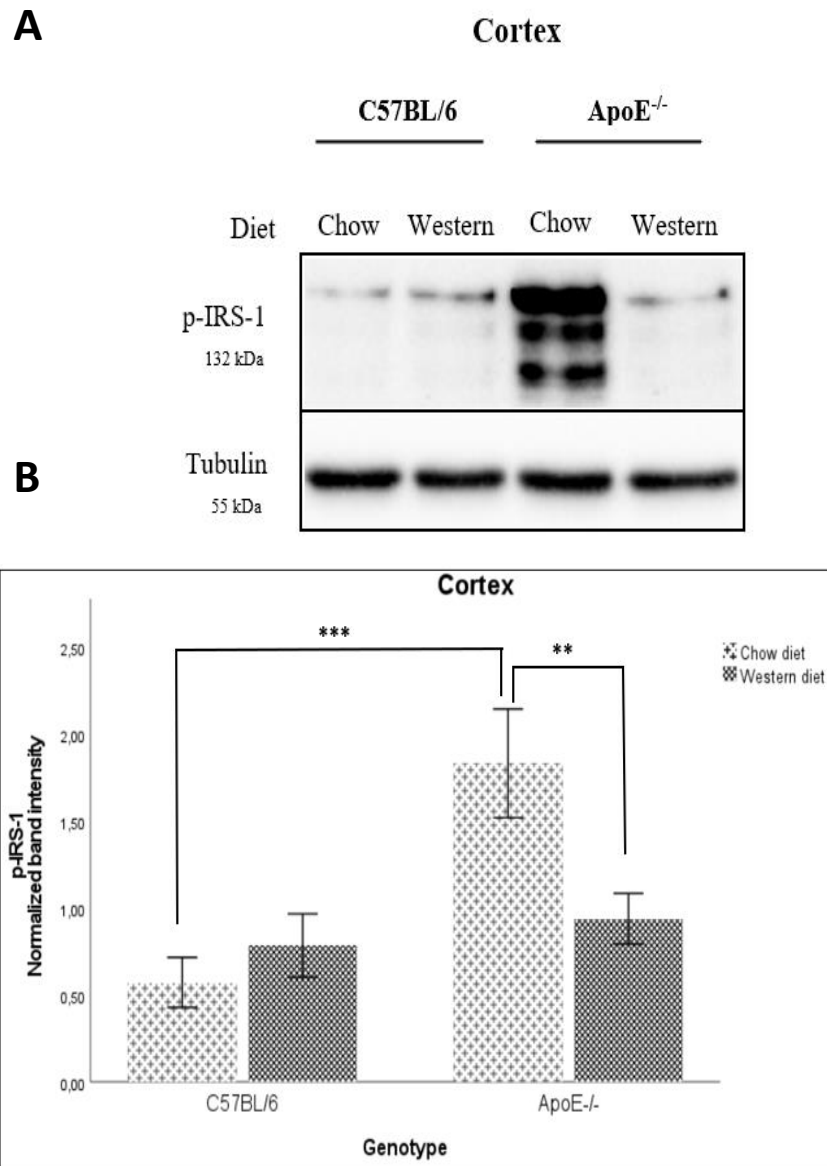 A
Cortex
C57BL/6 ApoE-/-
Diet Chow Western Chow Western
p-IRS-1
132 kDa
Tubulin
B
55 kDa
Cortex
***
**
Chow diet
Western diet
2,50
2,00
1,50
1,00
0,50
0,00
p-IRS-1
Normalized band intensity
C57BL/6 ApoE-/-
Genotype